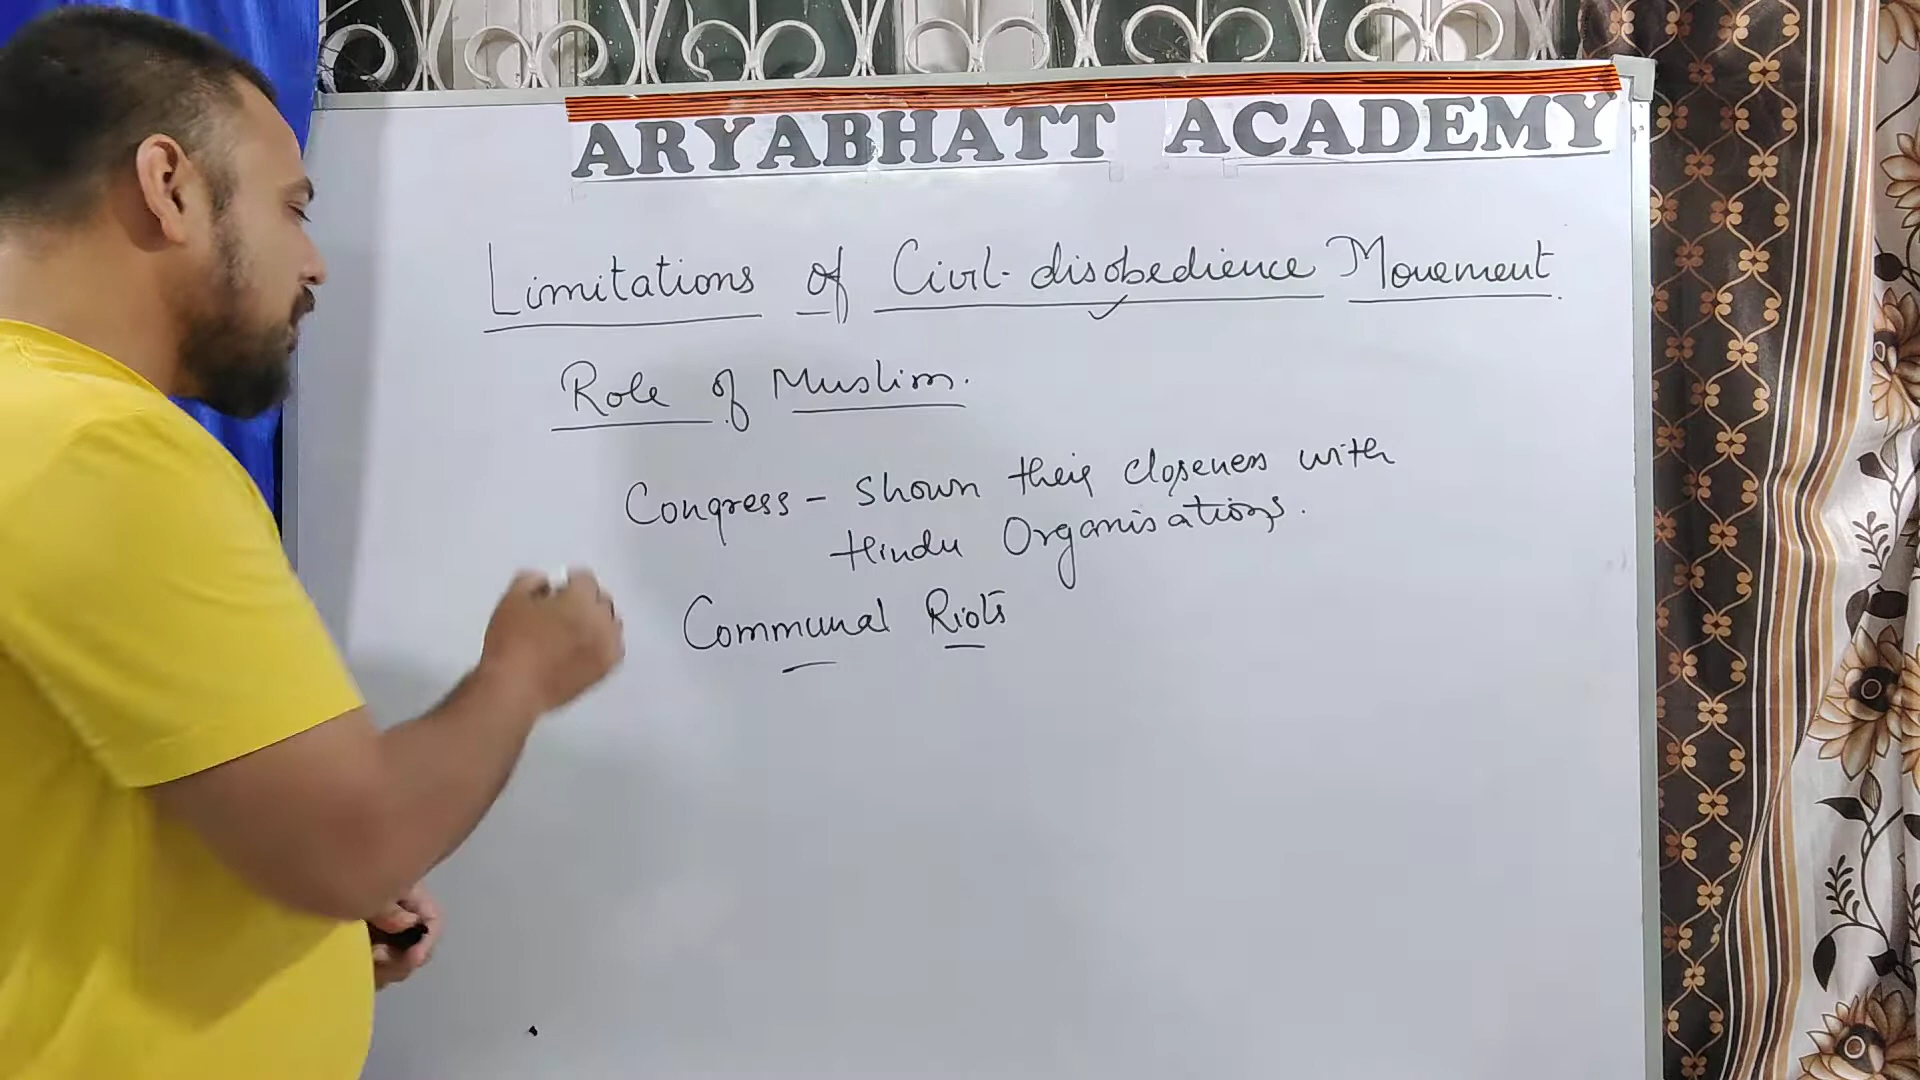 ARYABHATT ACADEMY
Limitations of Civil-disobedience Movement
Role of Muslim.
Congress - Shown their closeness with
Hindu Organisations.
Communal Riots